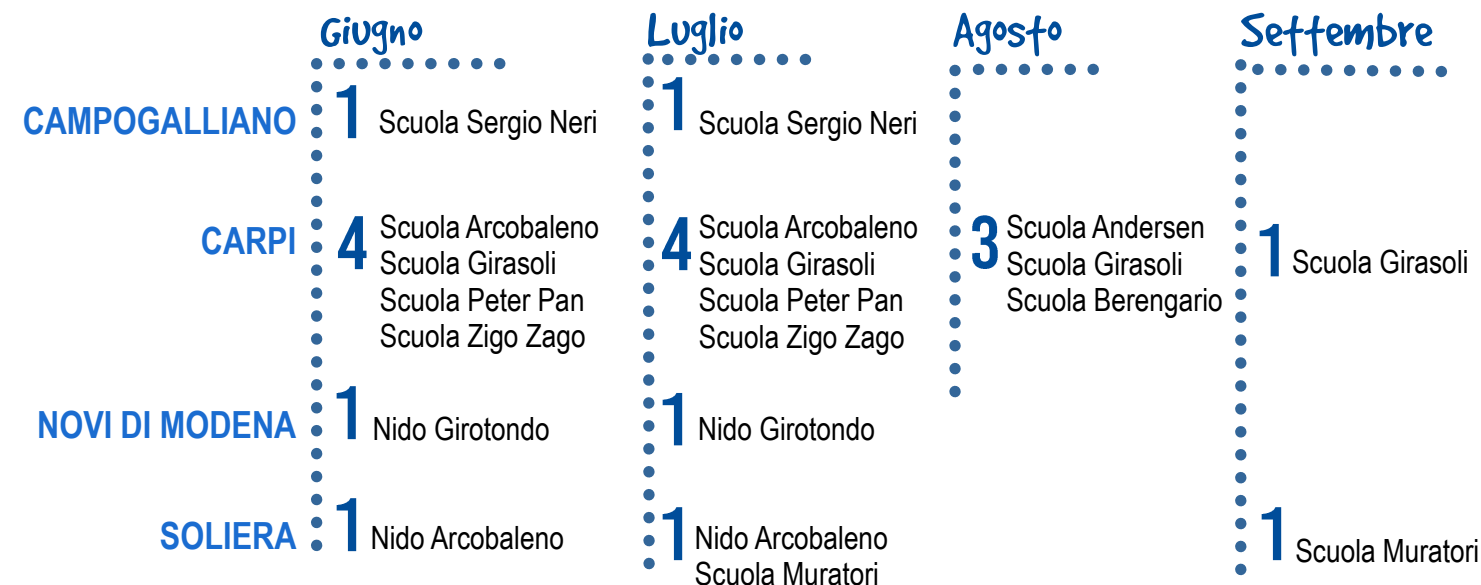 Giugno
Luglio
Agosto
Settembre
CAMPOGALLIANO
1 Scuola Sergio Neri
1 Scuola Sergio Neri
CARPI
4 Scuola Arcobaleno
Scuola Girasoli
Scuola Peter Pan
Scuola Zigo Zago
4 Scuola Arcobaleno
Scuola Girasoli
Scuola Peter Pan
Scuola Zigo Zago
3 Scuola Andersen
Scuola Girasoli
Scuola Berengario
1 Scuola Girasoli
NOVI DI MODENA
1 Nido Girotondo
1 Nido Girotondo
SOLIERA
1 Nido Arcobaleno
1 Nido Arcobaleno
Scuola Muratori
1 Scuola Muratori